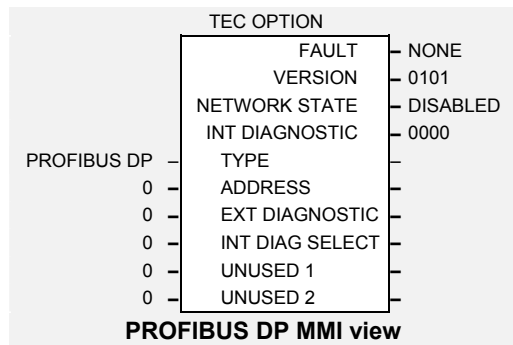 TEC OPTION
FAULT NONE
VERSION 0101
NETWORK STATE DISABLED
INT DIAGNOSTIC 0000
PROFIBUS DP TYPE
0 ADDRESS
0 EXT DIAGNOSTIC
0 INT DIAG SELECT
0 UNUSED 1
0 UNUSED 2
PROFIBUS DP MMI view